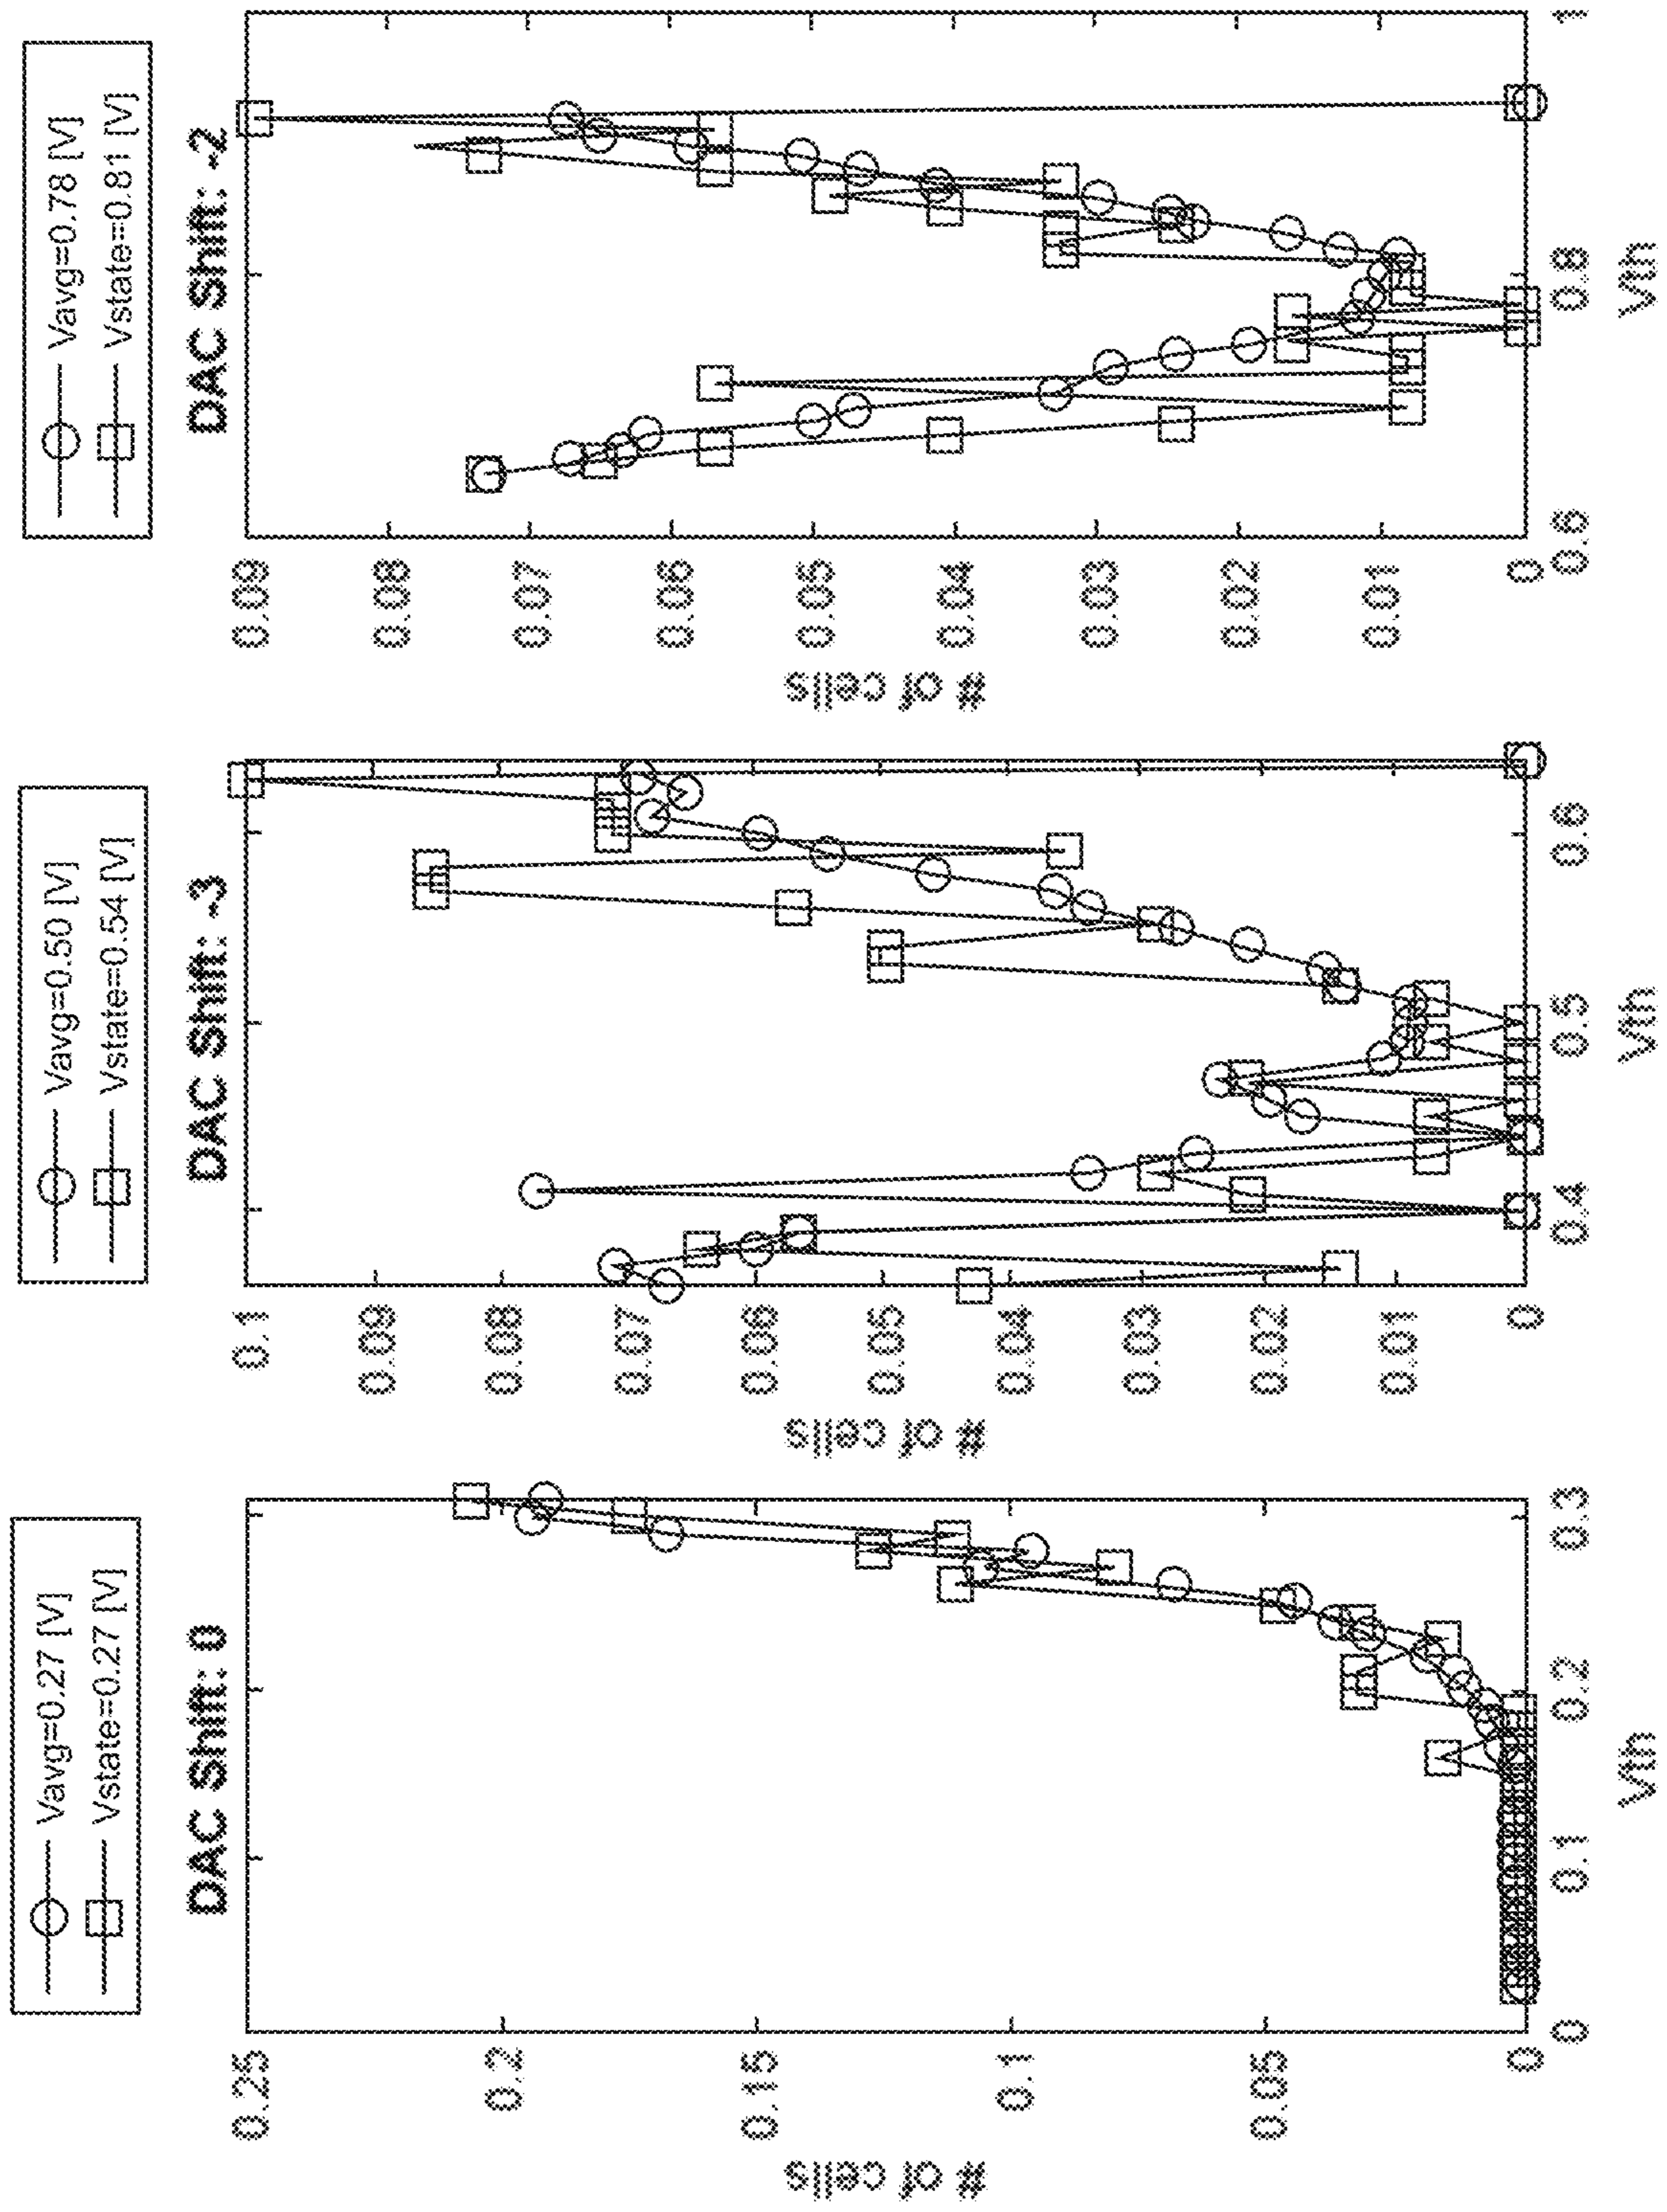 Vavg=0.27 [V]
Vstate=0.27 [V]
DAC Shift: 0
0.25
0.2
0.15
0.1
0.05
0
# of cells
0
0.1
0.2
0.3
Vth
Vavg=0.50 [V]
Vstate=0.54 [V]
DAC Shift: -3
0.1
0.09
0.08
0.07
0.06
0.05
0.04
0.03
0.02
0.01
0
# of cells
0.4
0.5
0.6
Vth
Vavg=0.78 [V]
Vstate=0.81 [V]
DAC Shift: -2
0.09
0.08
0.07
0.06
0.05
0.04
0.03
0.02
0.01
0
# of cells
0.6
0.8
1
Vth